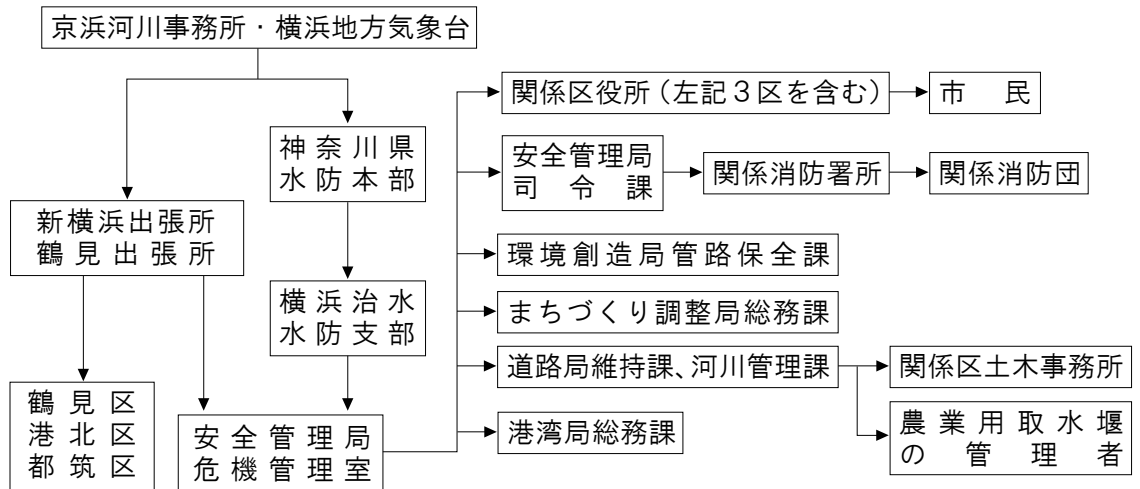 京浜河川事務所・横浜地方気象台
関係区役所（左記３区を含む）
市民
神奈川県
水防本部
安全管理局
司令課
関係消防署所
関係消防団
新横浜出張所
鶴見出張所
環境創造局管路保全課
横浜治水
水防支部
まちづくり調整局総務課
道路局維持課、河川管理課
関係区土木事務所
鶴見区
港北区
都筑区
安全管理局
危機管理室
港湾局総務課
農業用取水堰
の管理者